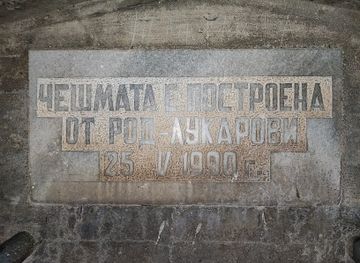 ЧЕШМАТА Е ПОСТРОЕНА
ОТ РОД-ЛУКАРОВИ
25 V 1990 г.